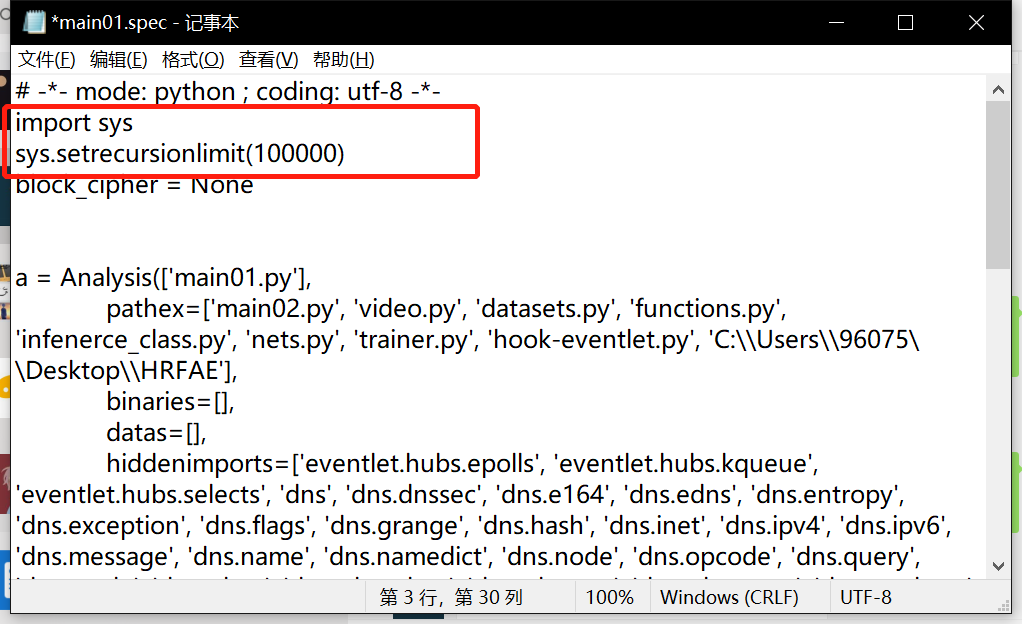 *main01.spec - 记事本
文件(F) 编辑(E) 格式(O) 查看(V) 帮助(H)
# -*- mode: python ; coding: utf-8 -*-
import sys
sys.setrecursionlimit(100000)
block_cipher = None
a = Analysis(['main01.py'],
pathex=['main02.py', 'video.py', 'datasets.py', 'functions.py',
'infenerce_class.py', 'nets.py', 'trainer.py', 'hook-eventlet.py', 'C:\\Users\\96075\
\Desktop\\HRFAE'],
binaries=[],
datas=[],
hiddenimports=['eventlet.hubs.epolls', 'eventlet.hubs.kqueue',
'eventlet.hubs.selects', 'dns', 'dns.dnssec', 'dns.e164', 'dns.edns', 'dns.entropy',
'dns.exception', 'dns.flags', 'dns.grange', 'dns.hash', 'dns.inet', 'dns.ipv4', 'dns.ipv6',
'dns.message', 'dns.name', 'dns.namedict', 'dns.node', 'dns.opcode', 'dns.query',
第 3 行，第 30 列 100% Windows (CRLF) UTF-8